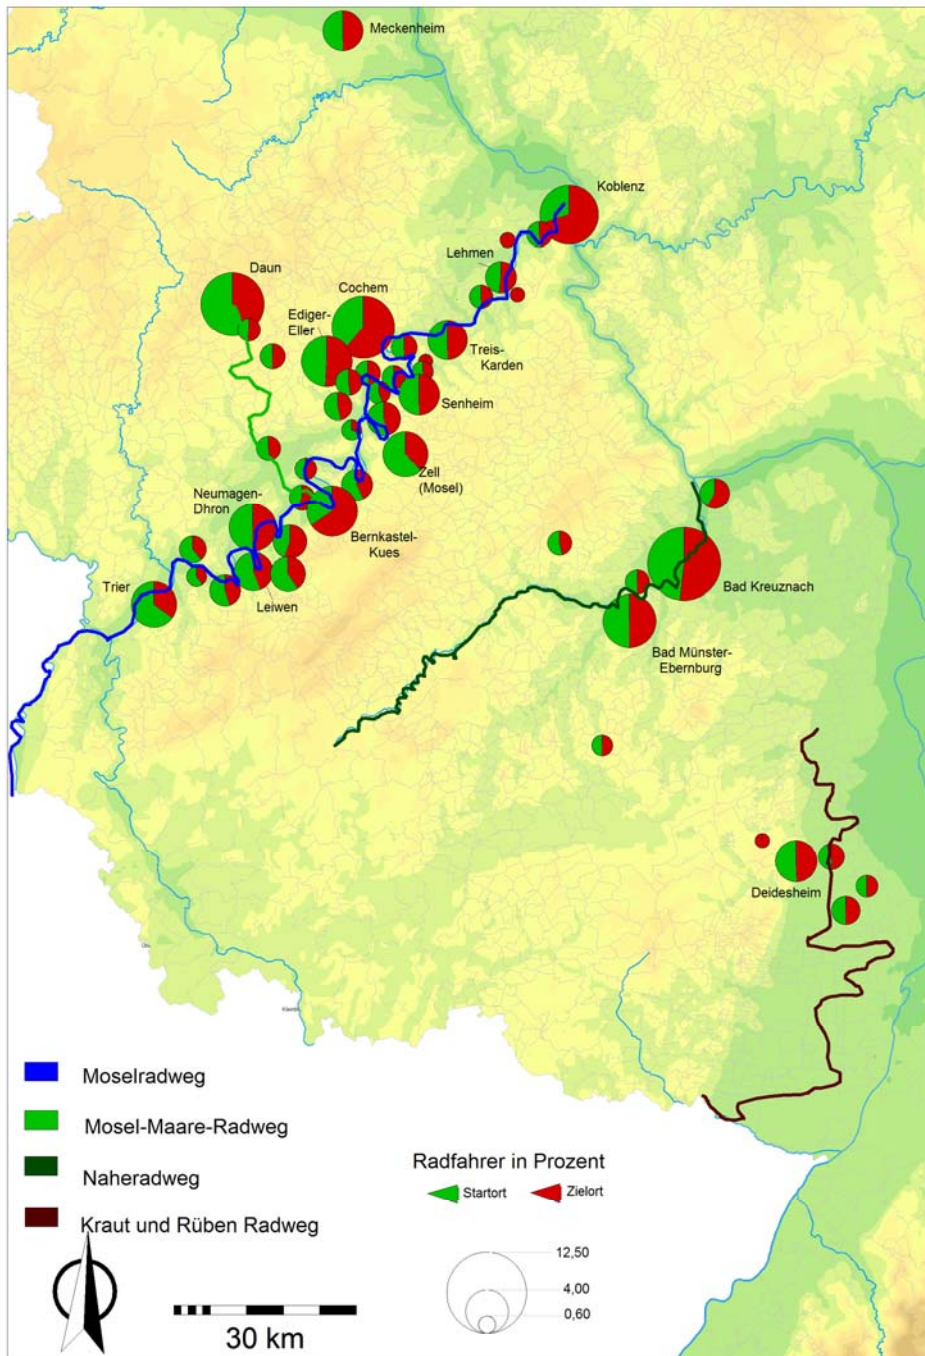 Meckenheim
Koblenz
Lehmen
Daun
Cochem
Ediger-
Eller
Treis-
Karden
Senheim
Zell
(Mosel)
Neumagen-
Dhron
Bernkastel-
Kues
Trier
Leiwen
Bad Kreuznach
Bad Münster-
Ebernburg
Deidesheim
Moselradweg
Mosel-Maare-Radweg
Naheradweg
Kraut und Rüben Radweg
Radfahrer in Prozent
Startort
Zielort
12,50
4,00
0,60
30 km